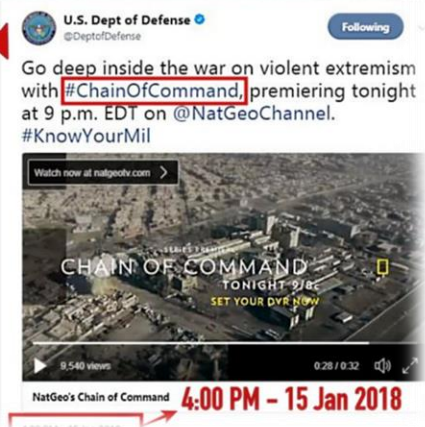 U.S. Dept of Defense
@DeptofDefense
Following
Go deep inside the war on violent extremism
with #ChainOfCommand, premiering tonight
at 9 p.m. EDT on @NatGeoChannel.
#KnowYourMil
Watch now at natgeotv.com
SERIES PREMIERE
CHAIN OF COMMAND
TONIGHT 9/8c
SET YOUR DVR NOW
9,540 views
0:28 / 0:32
NatGeo's Chain of Command
4:00 PM - 15 Jan 2018